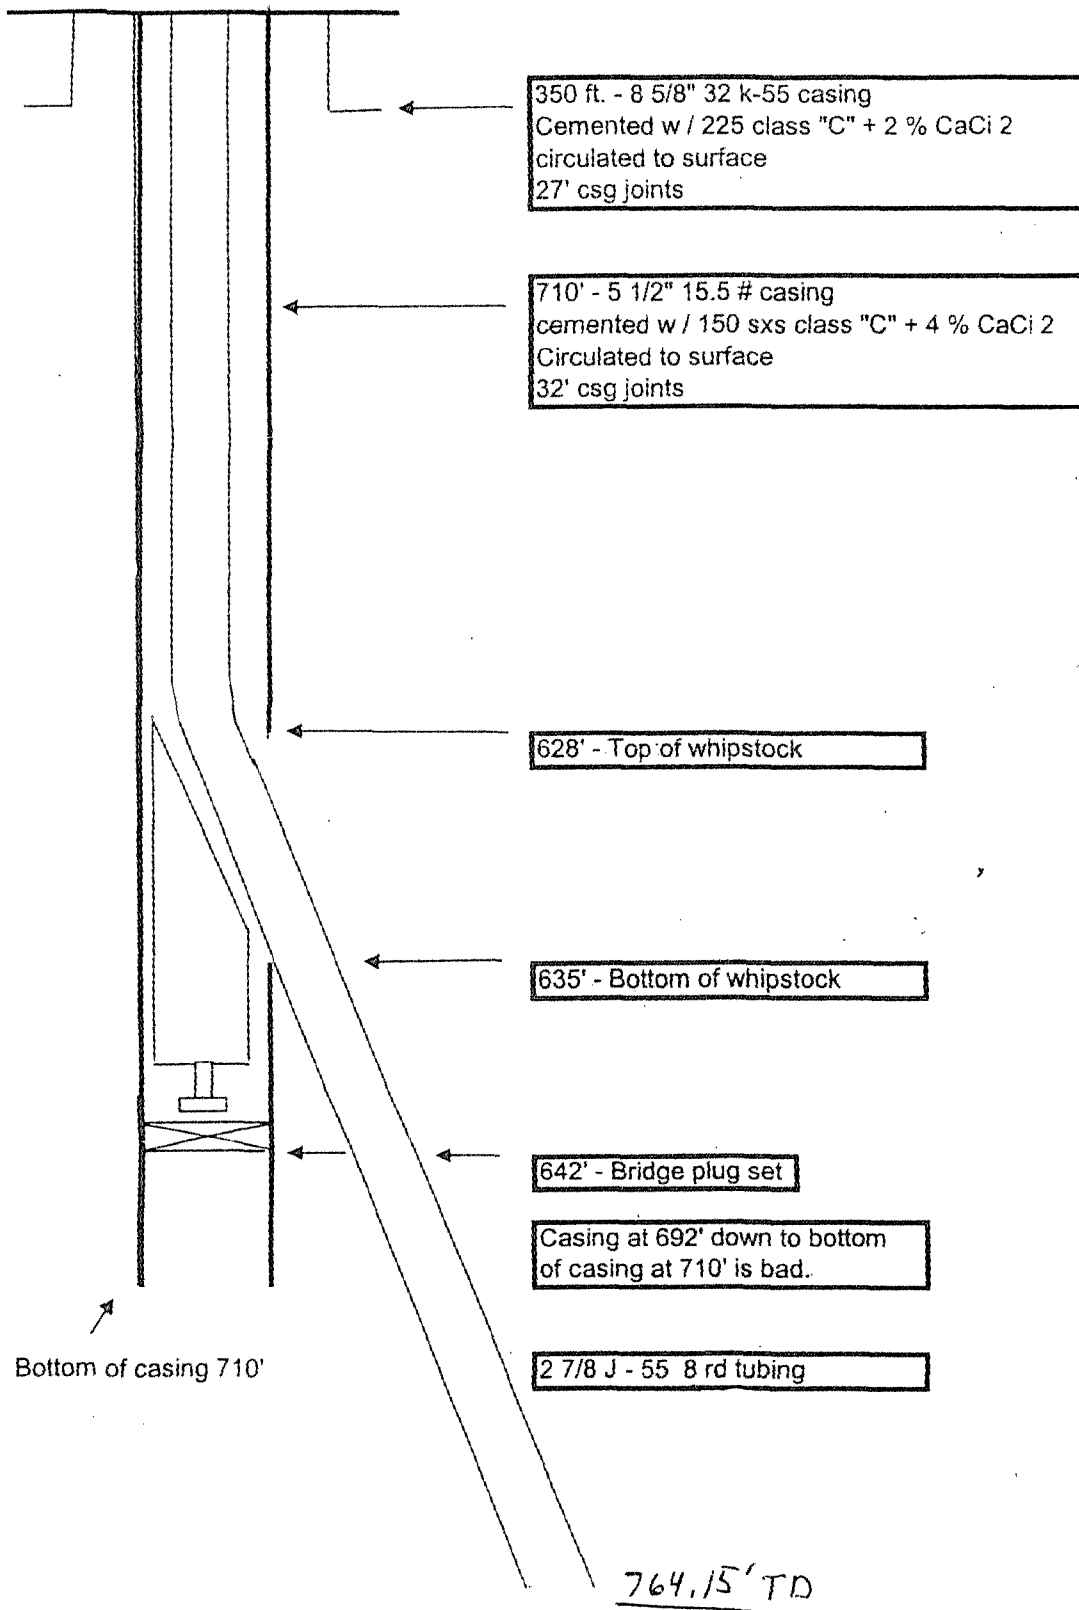 350 ft. - 8 5/8" 32 k-55 casing
Cemented w / 225 class "C" + 2 % CaCi 2
circulated to surface
27' csg joints
710' - 5 1/2" 15.5 # casing
cemented w / 150 sxs class "C" + 4 % CaCi 2
Circulated to surface
32' csg joints
628' - Top of whipstock
635' - Bottom of whipstock
642' - Bridge plug set
Casing at 692' down to bottom
of casing at 710' is bad.
Bottom of casing 710'
2 7/8 J - 55 8 rd tubing
764.15' TD